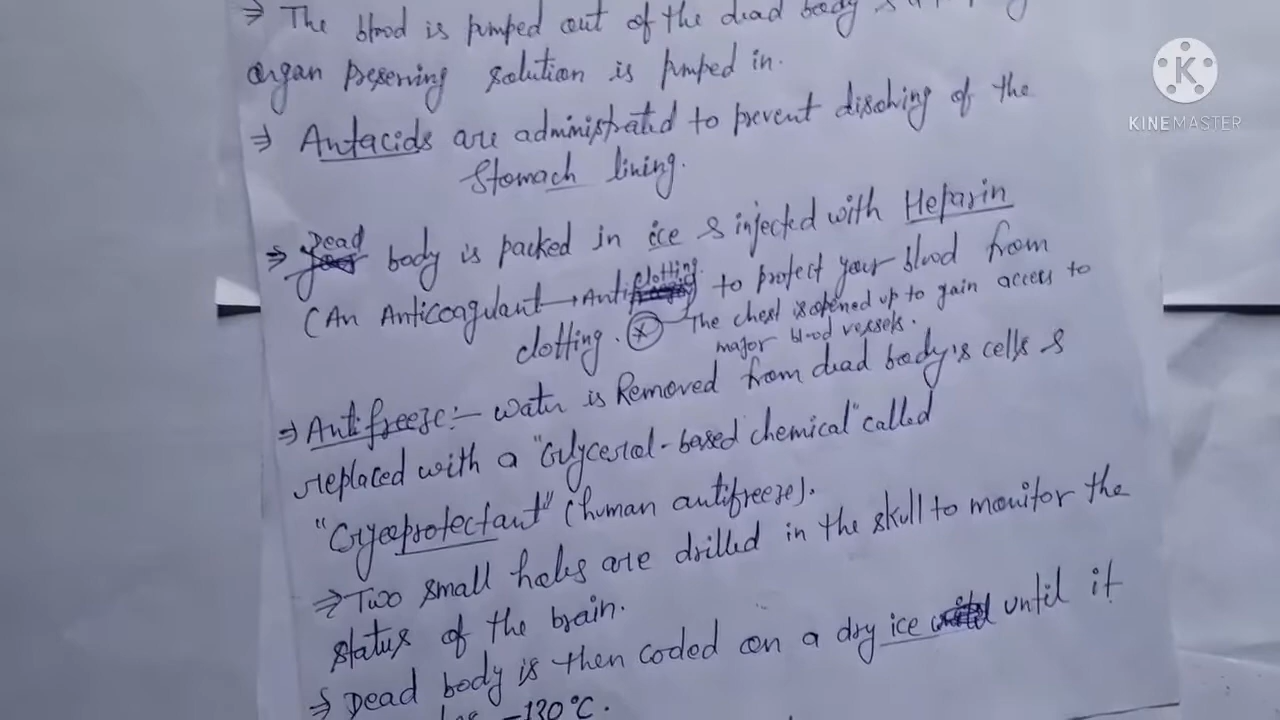 ⇒ The blood is pumped out of the dead body &
organ preserving solution is pumped in.
⇒ Antacids are administrated to prevent disolving of the
Stomach lining.
⇒ Dead body is packed in ice & injected with Heparin
(An Anticoagulant → Anti clotting to protect your blood from
clotting. ⊛ The chest is opened up to gain access to
major blood vessels.
⇒ Antifreeze:- Water is Removed from dead body's cells &
replaced with a "Glycerol-based chemical" called
"Cryoprotectant" (human antifreeze).
⇒ Two small holes are drilled in the skull to monitor the
status of the brain.
⇒ Dead body is then cooled on a dry ice until it
-130°C.
K
KINEMASTER